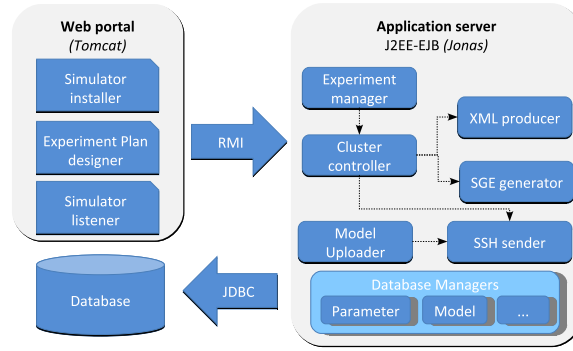 Web portal
(Tomcat)
Simulator
installer
Experiment Plan
designer
Simulator
listener
RMI
Application server
J2EE-EJB (Jonas)
Experiment
manager
Cluster
controller
XML producer
SGE generator
Model
Uploader
SSH sender
Database Managers
Parameter
Model
...
JDBC
Database